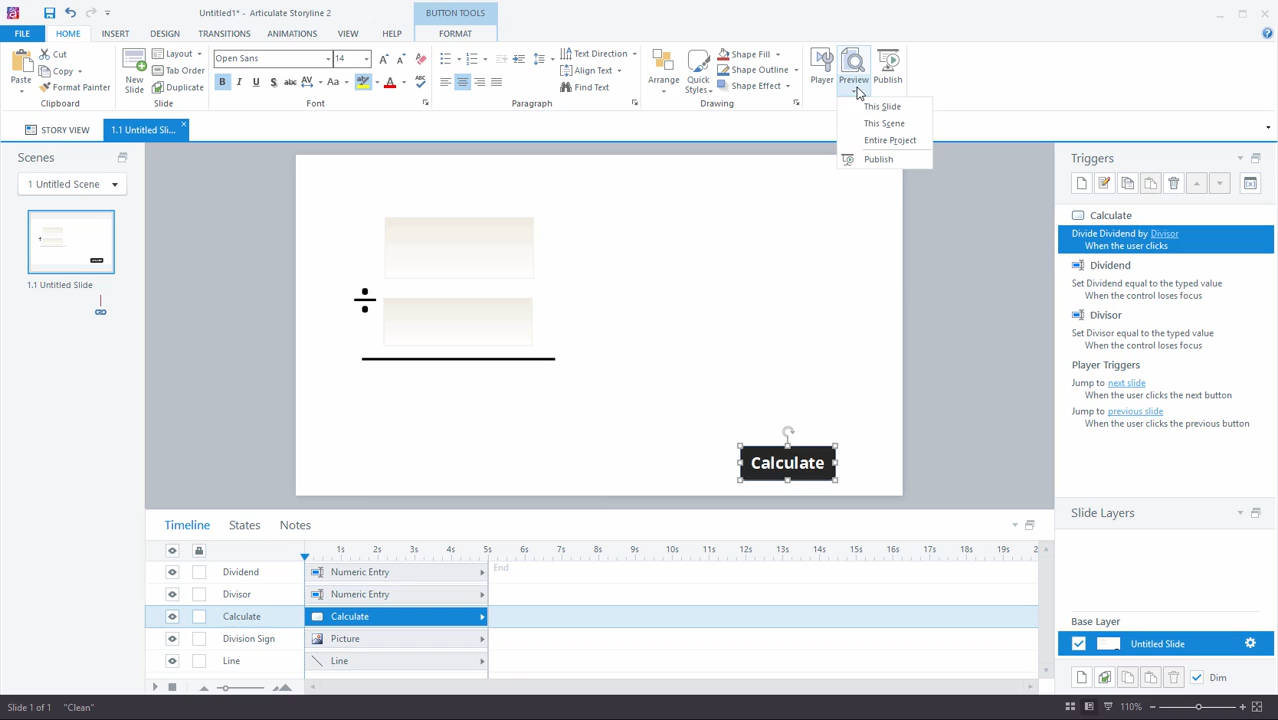 Untitled1* - Articulate Storyline 2
BUTTON TOOLS
FILE HOME INSERT DESIGN TRANSITIONS ANIMATIONS VIEW HELP FORMAT
Paste
Cut
Copy
Format Painter
Clipboard
New Slide
Layout
Tab Order
Duplicate
Slide
Open Sans 14
B I U S abc AV Aa A
Font
Paragraph
Text Direction
Align Text
Find Text
Arrange
Quick Styles
Shape Fill
Shape Outline
Shape Effect
Drawing
Player
Preview
Publish
This Slide
This Scene
Entire Project
Publish
STORY VIEW
1.1 Untitled Sli...
Scenes
1 Untitled Scene
1.1 Untitled Slide
÷
Calculate
Triggers
Calculate
Divide Dividend by Divisor
When the user clicks
Dividend
Set Dividend equal to the typed value
When the control loses focus
Divisor
Set Divisor equal to the typed value
When the control loses focus
Player Triggers
Jump to next slide
When the user clicks the next button
Jump to previous slide
When the user clicks the previous button
Slide Layers
Base Layer
Untitled Slide
Dim
Timeline States Notes
1s 2s 3s 4s 5s 6s 7s 8s 9s 10s 11s 12s 13s 14s 15s 16s 17s 18s 19s 2
End
Dividend Numeric Entry
Divisor Numeric Entry
Calculate Calculate
Division Sign Picture
Line Line
Slide 1 of 1 "Clean"
110%